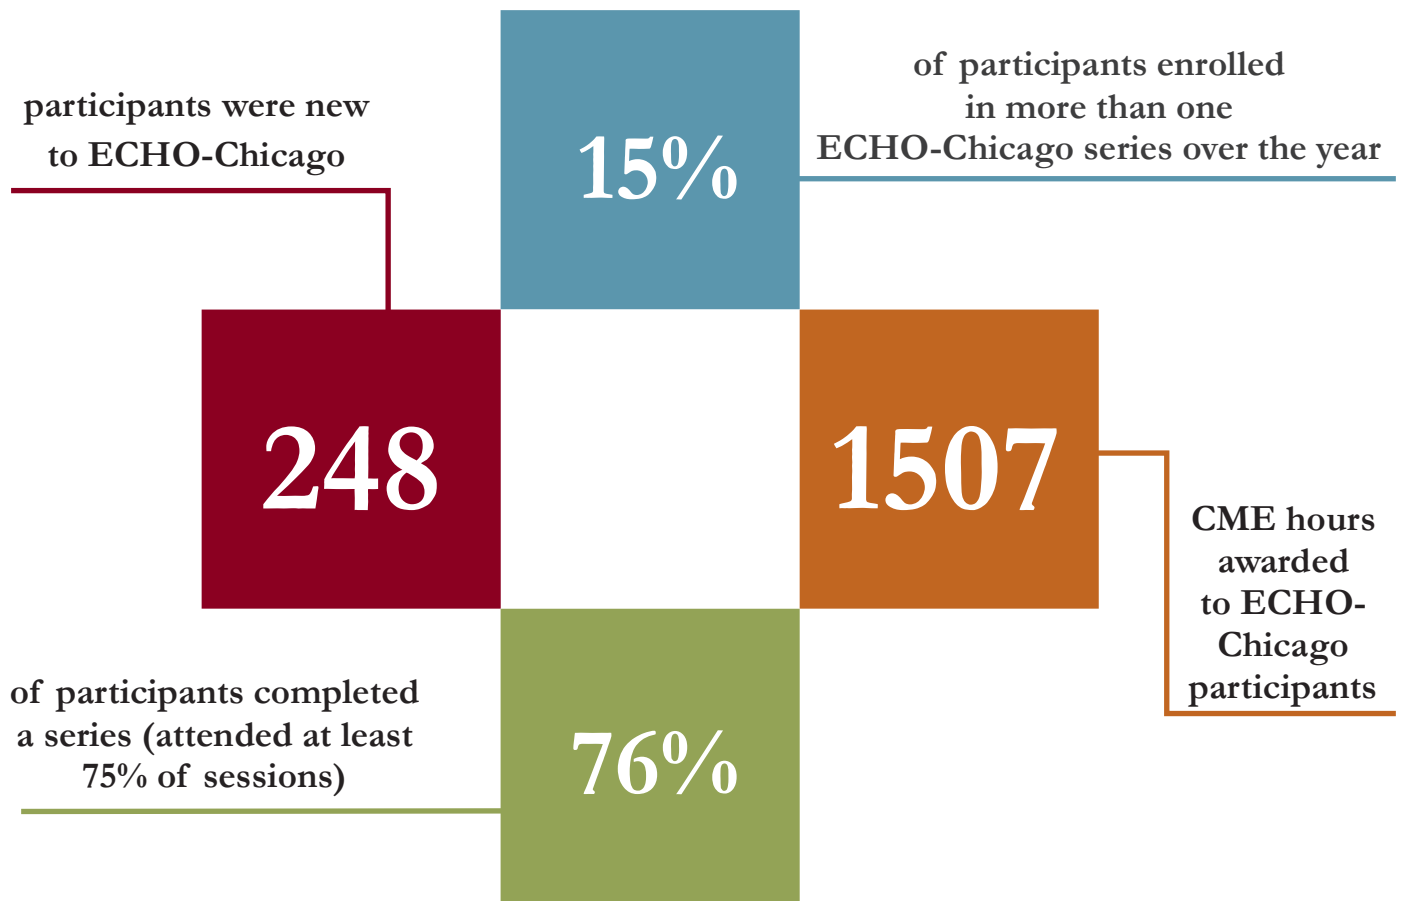 participants were new
to ECHO-Chicago
15%
of participants enrolled
in more than one
ECHO-Chicago series over the year
248
1507
CME hours
awarded
to ECHO-
Chicago
participants
of participants completed
a series (attended at least
75% of sessions)
76%